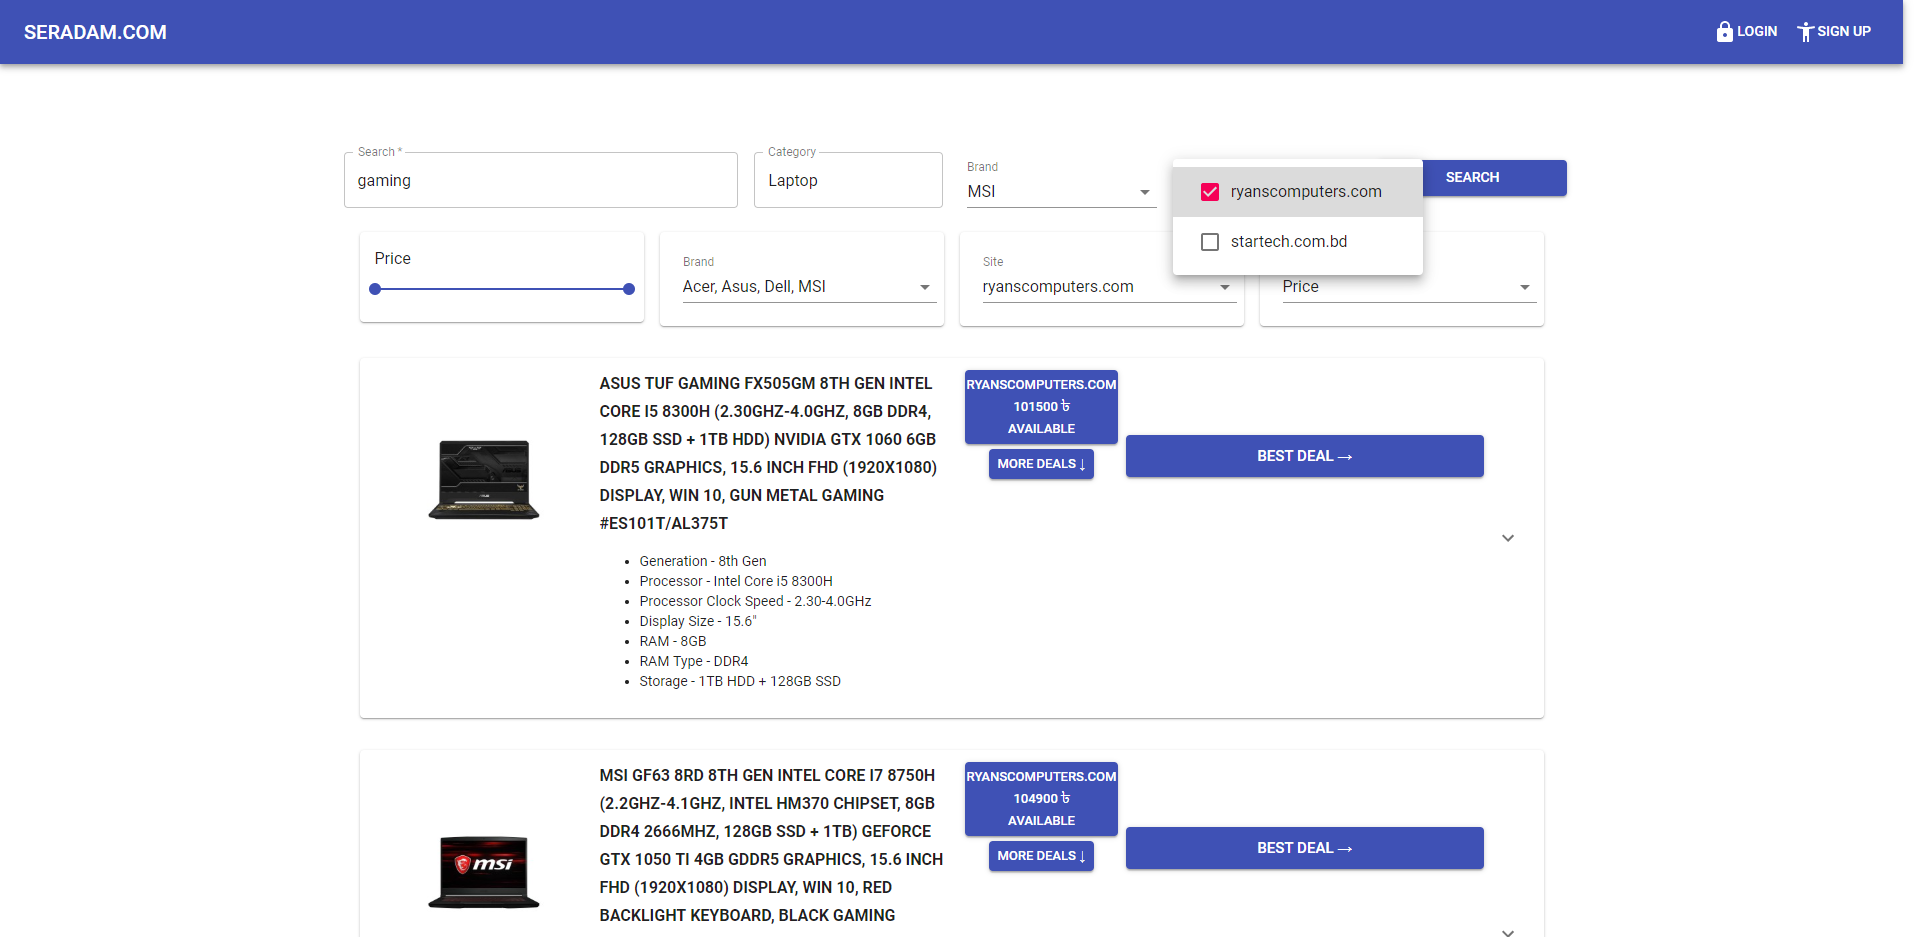 SERADAM.COM
LOGIN
SIGN UP
Search *
gaming
Category
Laptop
Brand
MSI
ryanscomputers.com
startech.com.bd
SEARCH
Price
Brand
Acer, Asus, Dell, MSI
Site
ryanscomputers.com
Price
ASUS TUF GAMING FX505GM 8TH GEN INTEL
CORE I5 8300H (2.30GHZ-4.0GHZ, 8GB DDR4,
128GB SSD + 1TB HDD) NVIDIA GTX 1060 6GB
DDR5 GRAPHICS, 15.6 INCH FHD (1920X1080)
DISPLAY, WIN 10, GUN METAL GAMING
#ES101T/AL375T
Generation - 8th Gen
Processor - Intel Core i5 8300H
Processor Clock Speed - 2.30-4.0GHz
Display Size - 15.6"
RAM - 8GB
RAM Type - DDR4
Storage - 1TB HDD + 128GB SSD
RYANSCOMPUTERS.COM
101500 ৳
AVAILABLE
MORE DEALS ↓
BEST DEAL →
msi
MSI GF63 8RD 8TH GEN INTEL CORE I7 8750H
(2.2GHZ-4.1GHZ, INTEL HM370 CHIPSET, 8GB
DDR4 2666MHZ, 128GB SSD + 1TB) GEFORCE
GTX 1050 TI 4GB GDDR5 GRAPHICS, 15.6 INCH
FHD (1920X1080) DISPLAY, WIN 10, RED
BACKLIGHT KEYBOARD, BLACK GAMING
RYANSCOMPUTERS.COM
104900 ৳
AVAILABLE
MORE DEALS ↓
BEST DEAL →